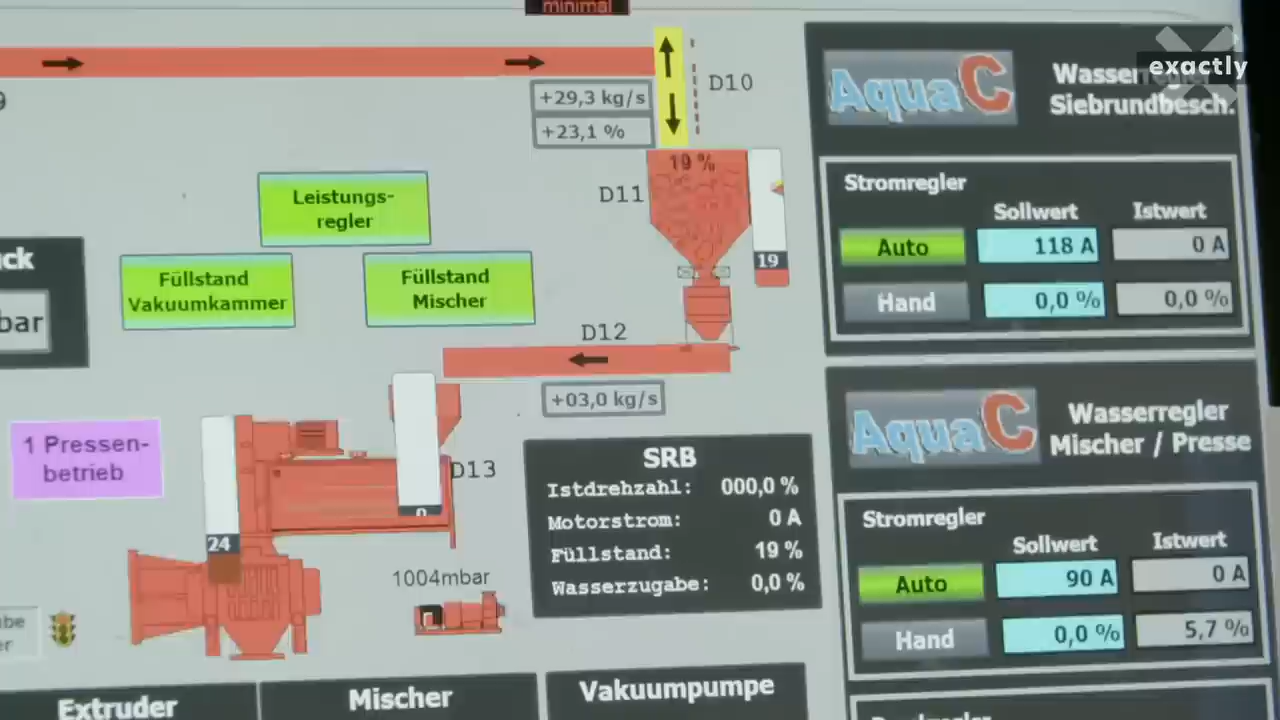 minimal
exactly
D10
+29,3 kg/s
+23,1 %
19 %
D11
19
Leistungs-
regler
Füllstand
Vakuumkammer
Füllstand
Mischer
bar
D12
+03,0 kg/s
1 Pressen-
betrieb
D13
0
24
1004mbar
SRB
Istdrehzahl: 000,0 %
Motorstrom: 0 A
Füllstand: 19 %
Wasserzugabe: 0,0 %
Extruder
Mischer
Vakuumpumpe
AquaC
Wasserregler
Siebrundbesch.
Stromregler
Sollwert Istwert
Auto 118 A 0 A
Hand 0,0 % 0,0 %
AquaC
Wasserregler
Mischer / Presse
Stromregler
Sollwert Istwert
Auto 90 A 0 A
Hand 0,0 % 5,7 %